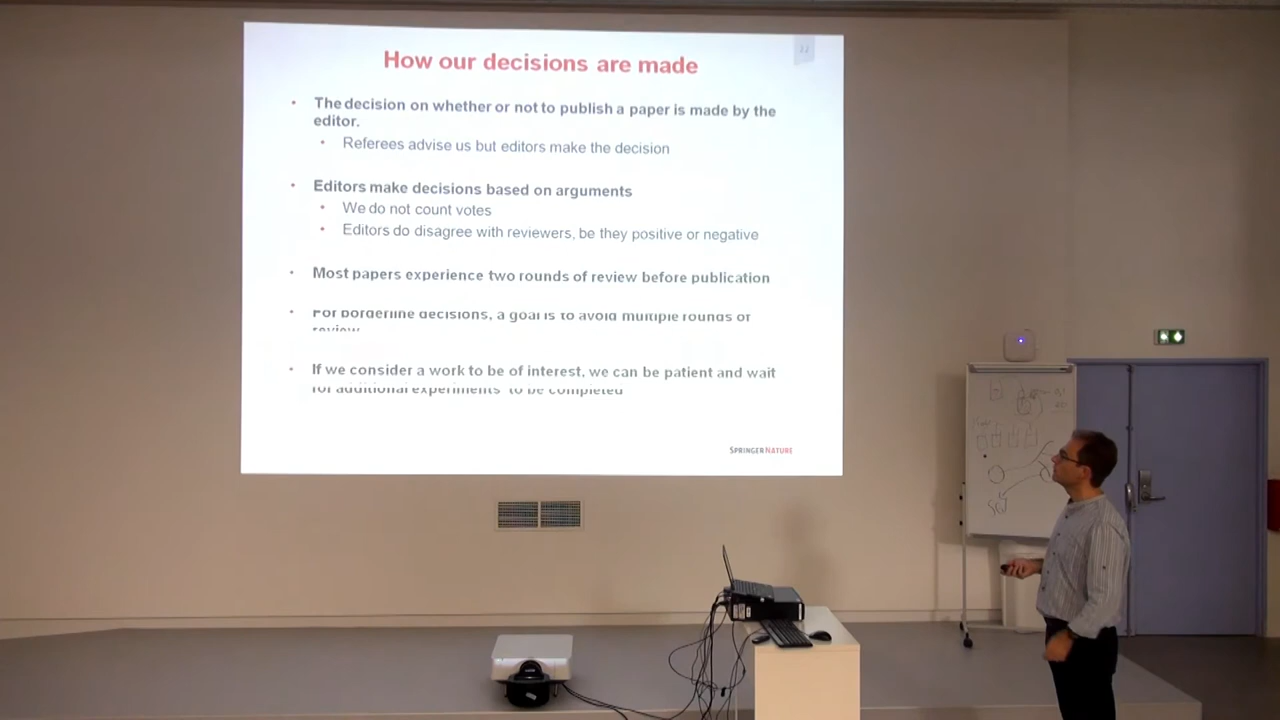 22
How our decisions are made
• The decision on whether or not to publish a paper is made by the
editor.
• Referees advise us but editors make the decision
• Editors make decisions based on arguments
• We do not count votes
• Editors do disagree with reviewers, be they positive or negative
• Most papers experience two rounds of review before publication
• For borderline decisions, a goal is to avoid multiple rounds of
review
• If we consider a work to be of interest, we can be patient and wait
for additional experiments to be completed
SPRINGER NATURE